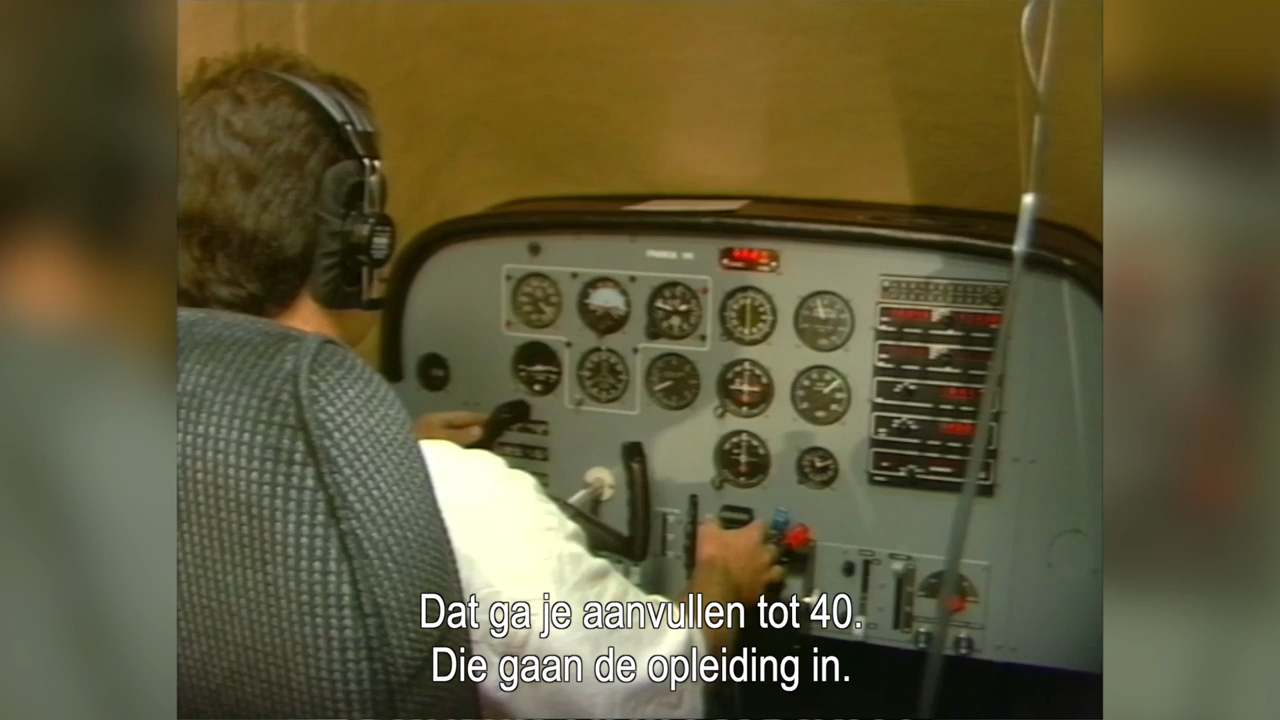 Dat ga je aanvullen tot 40.
Die gaan de opleiding in.